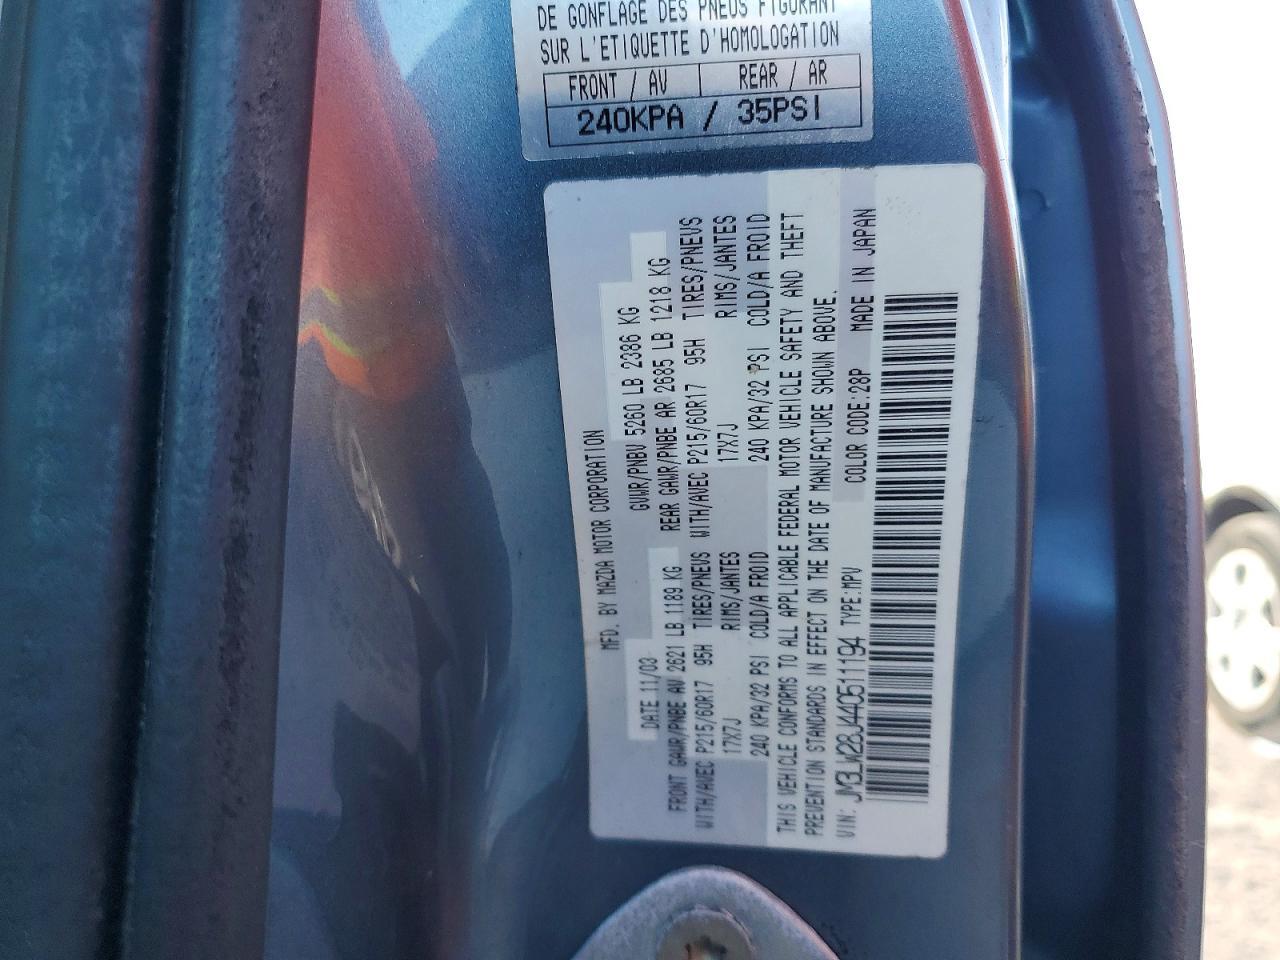 DE GONFLAGE DES PNEUS FIGURANT
SUR L'ETIQUETTE D'HOMOLOGATION
FRONT / AV REAR / AR
240KPA / 35PSI
MFD. BY MAZDA MOTOR CORPORATION
DATE 11/03 GVWR/PNBV 5260 LB 2386 KG
FRONT GAWR/PNBE AV 2621 LB 1189 KG REAR GAWR/PNBE AR 2685 LB 1218 KG
WITH/AVEC P215/60R17 95H TIRES/PNEUS WITH/AVEC P215/60R17 95H TIRES/PNEUS
17X7J RIMS/JANTES 17X7J RIMS/JANTES
240 KPA/32 PSI COLD/A FROID 240 KPA/32 PSI COLD/A FROID
THIS VEHICLE CONFORMS TO ALL APPLICABLE FEDERAL MOTOR VEHICLE SAFETY AND THEFT
PREVENTION STANDARDS IN EFFECT ON THE DATE OF MANUFACTURE SHOWN ABOVE.
VIN: JM3LW28J440511194 TYPE:MPV COLOR CODE:28P MADE IN JAPAN